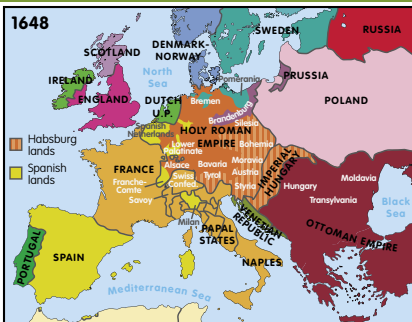 1648
SCOTLAND
IRELAND
ENGLAND
North
Sea
DENMARK-
NORWAY
SWEDEN
RUSSIA
Pomerania
PRUSSIA
POLAND
DUTCH
U.P.
Bremen
Brandenburg
Silesia
Spanish
Netherlands
HOLY ROMAN
EMPIRE
Lower
Palatinate
Bohemia
Alsace
Bavaria
Moravia
Austria
Swiss
Confed.
Tyrol
Styria
IMPERIAL
HUNGARY
Habsburg
lands
Spanish
lands
FRANCE
Franche-
Comte
Savoy
Hungary
Moldavia
Transylvania
Black
Sea
Milan
VENETIAN
REPUBLIC
PAPAL
STATES
OTTOMAN EMPIRE
PORTUGAL
SPAIN
NAPLES
Mediterranean Sea